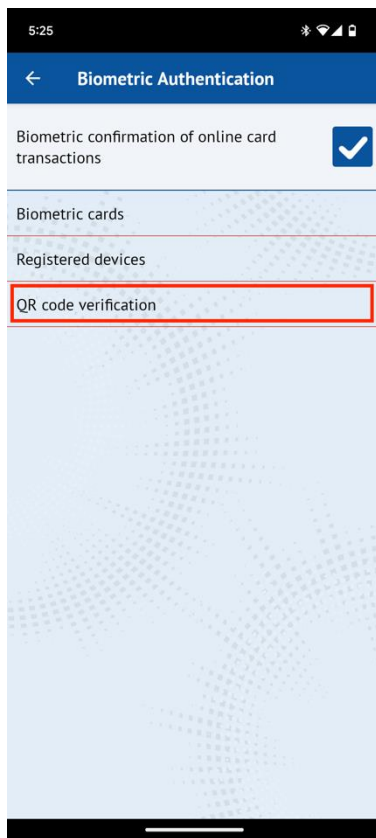 5:25
Biometric Authentication
Biometric confirmation of online card
transactions
Biometric cards
Registered devices
QR code verification